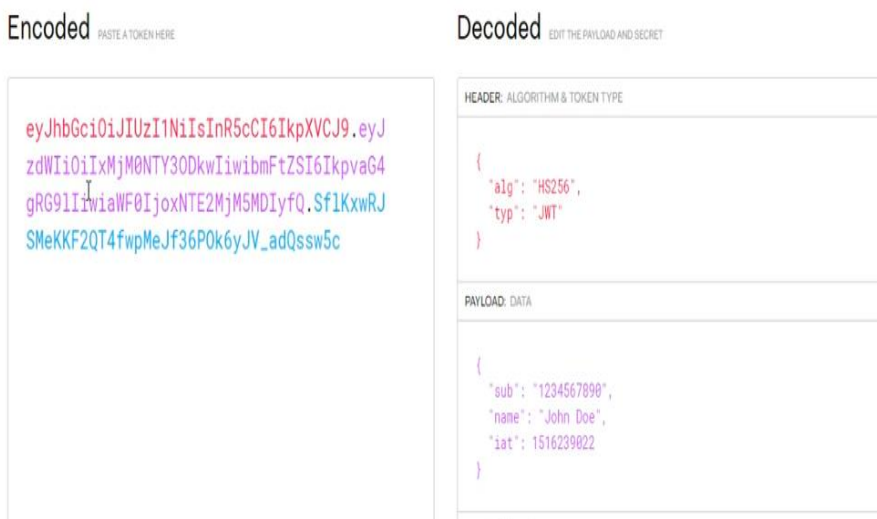 Encoded PASTE A TOKEN HERE
eyJhbGciOiJIUzI1NiIsInR5cCI6IkpXVCJ9.eyJ
zdWIiOiIxMjM0NTY3ODkwIiwibmFtZSI6IkpvaG4
gRG9lIiwiaWF0IjoxNTE2MjM5MDIyfQ.SflKxwRJ
SMeKKF2QT4fwpMeJf36POk6yJV_adQssw5c
Decoded EDIT THE PAYLOAD AND SECRET
HEADER: ALGORITHM & TOKEN TYPE
{
"alg": "HS256",
"typ": "JWT"
}
PAYLOAD: DATA
{
"sub": "1234567890",
"name": "John Doe",
"iat": 1516239022
}